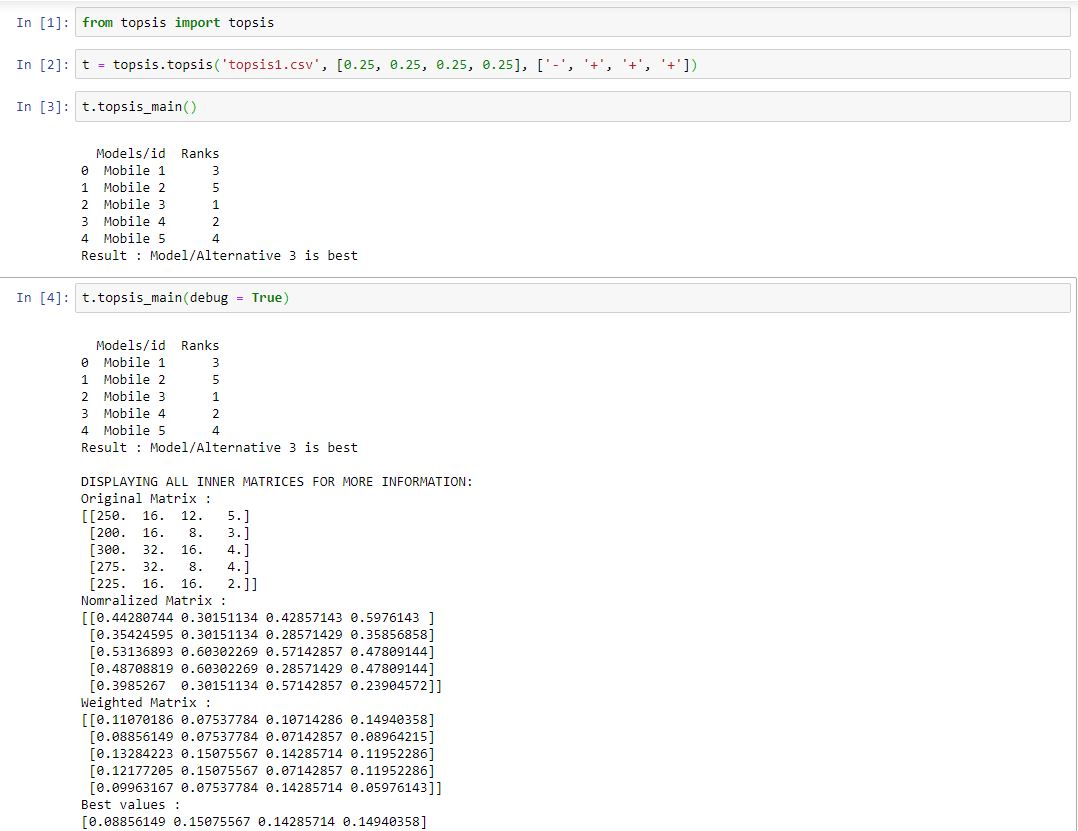 In [1]: from topsis import topsis
In [2]: t = topsis.topsis('topsis1.csv', [0.25, 0.25, 0.25, 0.25], ['-', '+', '+', '+'])
In [3]: t.topsis_main()
Models/id  Ranks
0  Mobile 1      3
1  Mobile 2      5
2  Mobile 3      1
3  Mobile 4      2
4  Mobile 5      4
Result : Model/Alternative 3 is best
In [4]: t.topsis_main(debug = True)
Models/id  Ranks
0  Mobile 1      3
1  Mobile 2      5
2  Mobile 3      1
3  Mobile 4      2
4  Mobile 5      4
Result : Model/Alternative 3 is best
DISPLAYING ALL INNER MATRICES FOR MORE INFORMATION:
Original Matrix :
[[250.  16.  12.   5.]
[200.  16.   8.   3.]
[300.  32.  16.   4.]
[275.  32.   8.   4.]
[225.  16.  16.   2.]]
Nomralized Matrix :
[[0.44280744 0.30151134 0.42857143 0.5976143 ]
[0.35424595 0.30151134 0.28571429 0.35856858]
[0.53136893 0.60302269 0.57142857 0.47809144]
[0.48708819 0.60302269 0.28571429 0.47809144]
[0.3985267  0.30151134 0.57142857 0.23904572]]
Weighted Matrix :
[[0.11070186 0.07537784 0.10714286 0.14940358]
[0.08856149 0.07537784 0.07142857 0.08964215]
[0.13284223 0.15075567 0.14285714 0.11952286]
[0.12177205 0.15075567 0.07142857 0.11952286]
[0.09963167 0.07537784 0.14285714 0.05976143]]
Best values :
[0.08856149 0.15075567 0.14285714 0.14940358]